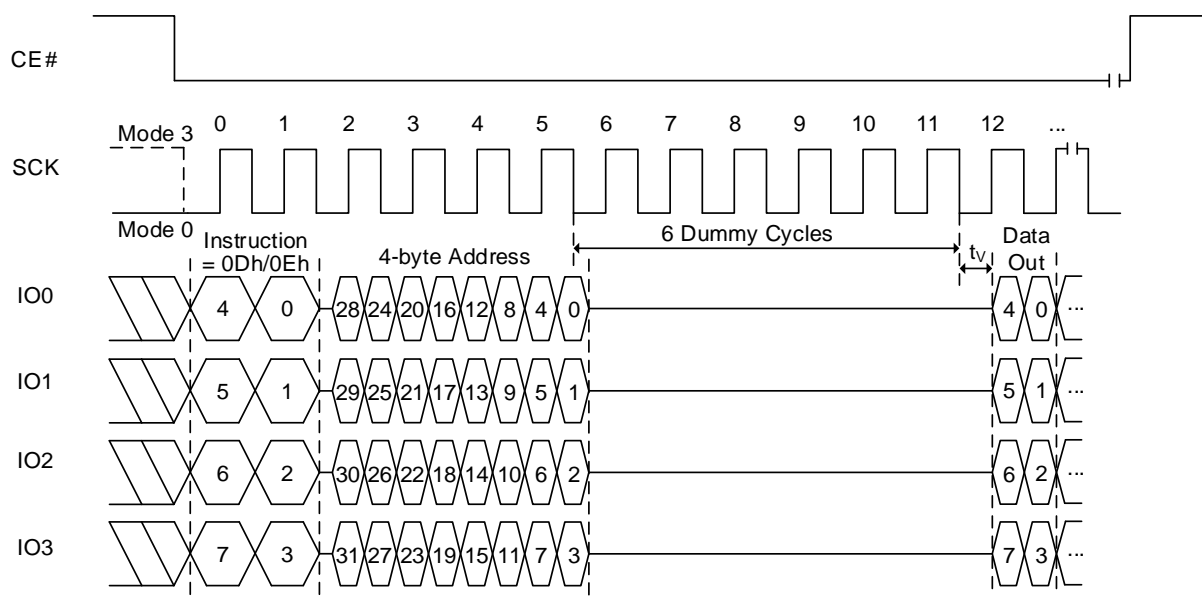 CE#
0 1 2 3 4 5 6 7 8 9 10 11 12 ...
Mode 3
SCK
Mode 0
6 Dummy Cycles
Instruction
= 0Dh/0Eh
4-byte Address
tV
Data
Out
IO0 4 0 28 24 20 16 12 8 4 0 4 0 ...
IO1 5 1 29 25 21 17 13 9 5 1 5 1 ...
IO2 6 2 30 26 22 18 14 10 6 2 6 2 ...
IO3 7 3 31 27 23 19 15 11 7 3 7 3 ...